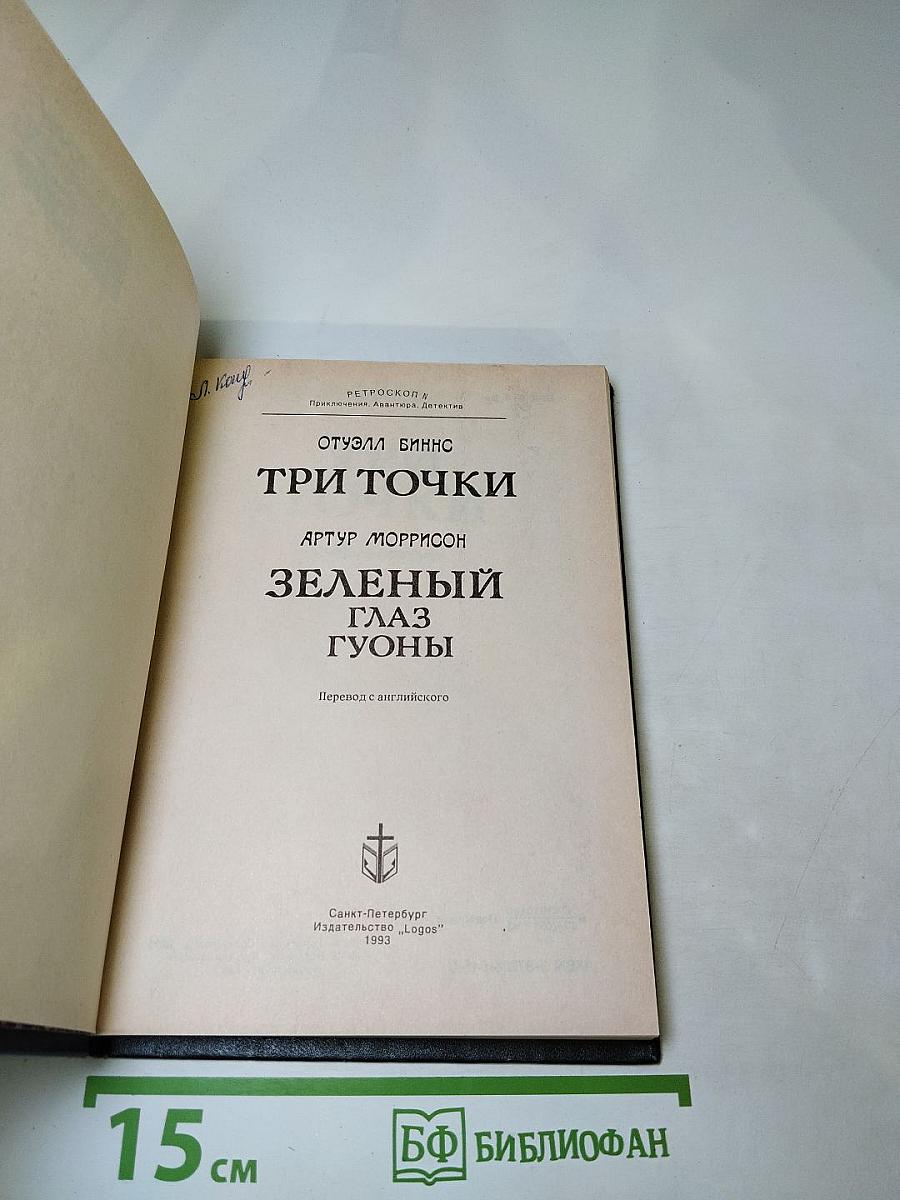 РЕТРОСКОП
Приключения. Авантюра. Детектив
ОТУЭЛЛ БИННС
ТРИ ТОЧКИ
АРТУР МОРРИСОН
ЗЕЛЕНЫЙ
ГЛАЗ
ГУОНЫ
Перевод с английского
Санкт-Петербург
Издательство „Logos”
1993
15 см
БФ БИБЛИОФАН